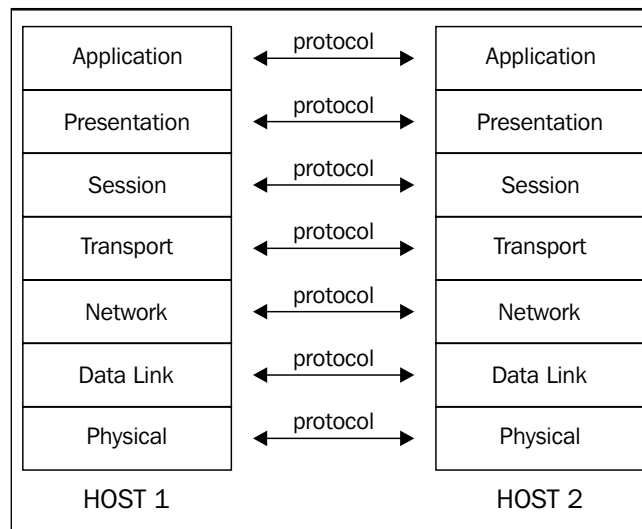 Application protocol Application
Presentation protocol Presentation
Session protocol Session
Transport protocol Transport
Network protocol Network
Data Link protocol Data Link
Physical protocol Physical
HOST 1 HOST 2